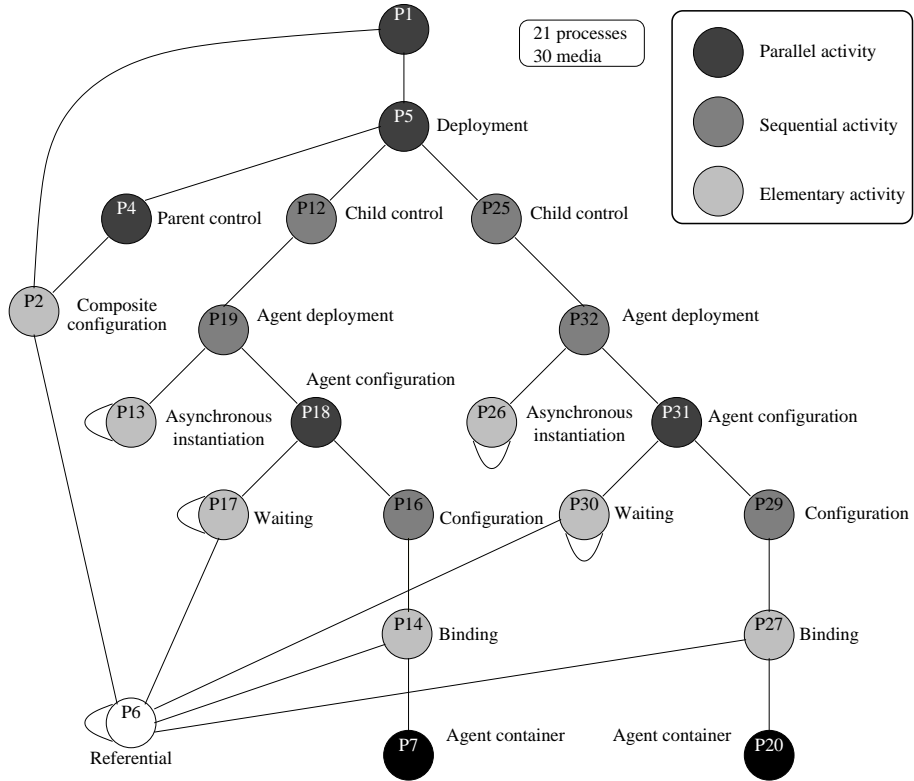 P1
21 processes
30 media
Parallel activity
Sequential activity
Elementary activity
P5
Deployment
P4
Parent control
P12
Child control
P25
Child control
P2
Composite
configuration
P19
Agent deployment
P32
Agent deployment
Agent configuration
P13
Asynchronous
instantiation
P18
P26
Asynchronous
instantiation
P31
Agent configuration
P17
Waiting
P16
Configuration
P30
Waiting
P29
Configuration
P14
Binding
P27
Binding
P6
Referential
P7
Agent container
Agent container
P20